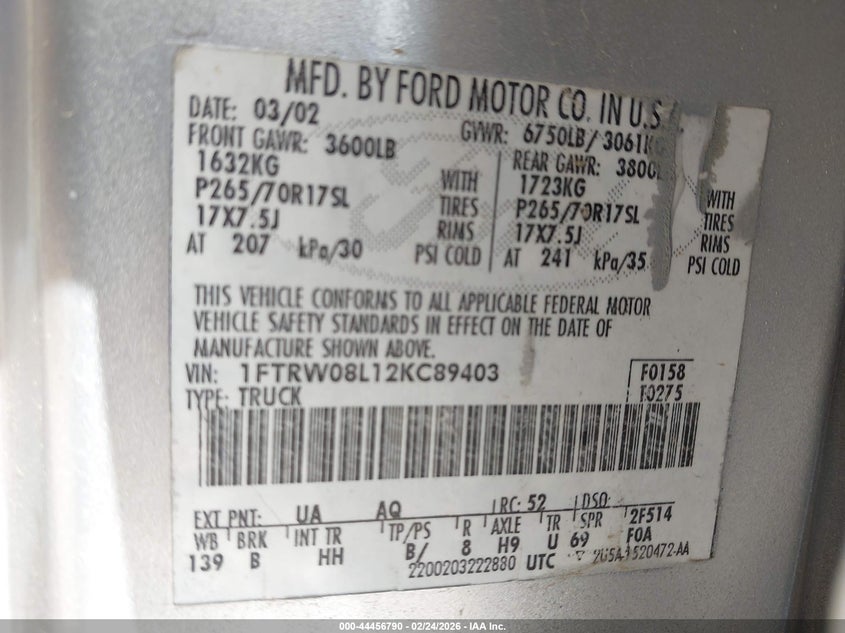 MFD. BY FORD MOTOR CO. IN U.S
DATE: 03/02 GVWR: 6750LB/3061KG
FRONT GAWR: 3600LB REAR GAWR: 3800L
1632KG WITH 1723KG WITH
P265/70R17SL TIRES P265/70R17SL TIRES
17X7.5J RIMS 17X7.5J RIMS
AT 207 kPa/30 PSI COLD AT 241 kPa/35 PSI COLD
THIS VEHICLE CONFORMS TO ALL APPLICABLE FEDERAL MOTOR
VEHICLE SAFETY STANDARDS IN EFFECT ON THE DATE OF
MANUFACTURE SHOWN ABOVE.
VIN: 1FTRW08L12KC89403 F0158
TYPE: TRUCK T0275
EXT PNT: UA AQ RC: 52 DSO:
WB BRK INT TR TP/PS R AXLE TR SPR 2F514
139 B HH B/ 8 H9 U 69 F0A
2200203222880 UTC
000-44456790 - 02/24/2026 - IAA Inc.